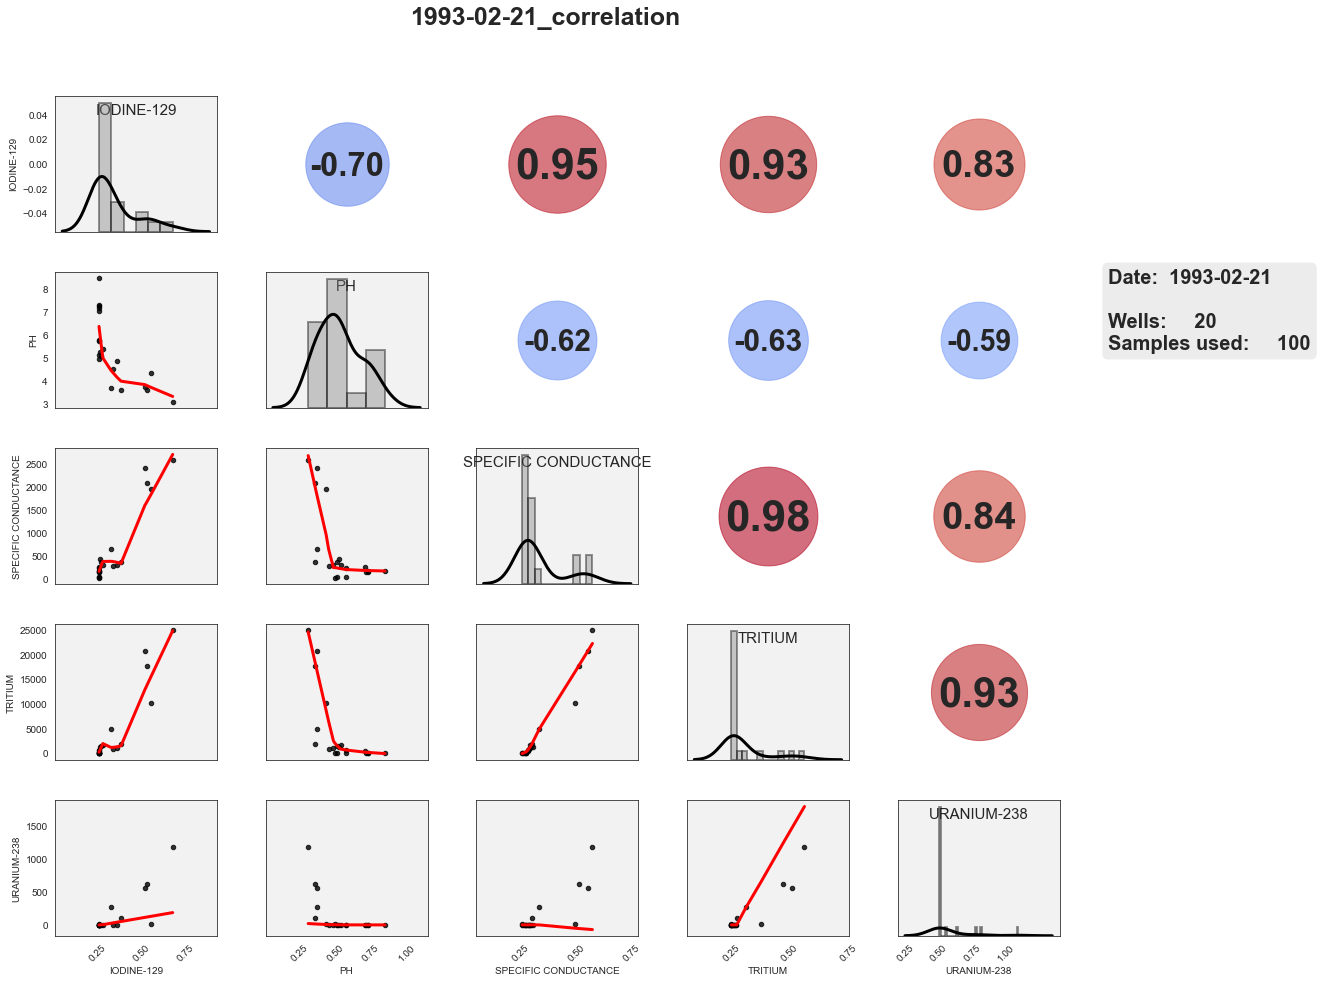 1993-02-21_correlation
IODINE-129
0.04
0.02
0.00
−0.02
−0.04
IODINE-129
-0.70
0.95
0.93
0.83
PH
8
7
6
5
4
3
PH
-0.62
-0.63
-0.59
Date:  1993-02-21
Wells:     20
Samples used:     100
SPECIFIC CONDUCTANCE
2500
2000
1500
1000
500
0
SPECIFIC CONDUCTANCE
0.98
0.84
TRITIUM
25000
20000
15000
10000
5000
0
TRITIUM
0.93
URANIUM-238
1500
1000
500
0
URANIUM-238
0.25 0.50 0.75
0.25 0.50 0.75 1.00
0.25 0.50 0.75
0.25 0.50 0.75
0.25 0.50 0.75 1.00
IODINE-129
PH
SPECIFIC CONDUCTANCE
TRITIUM
URANIUM-238